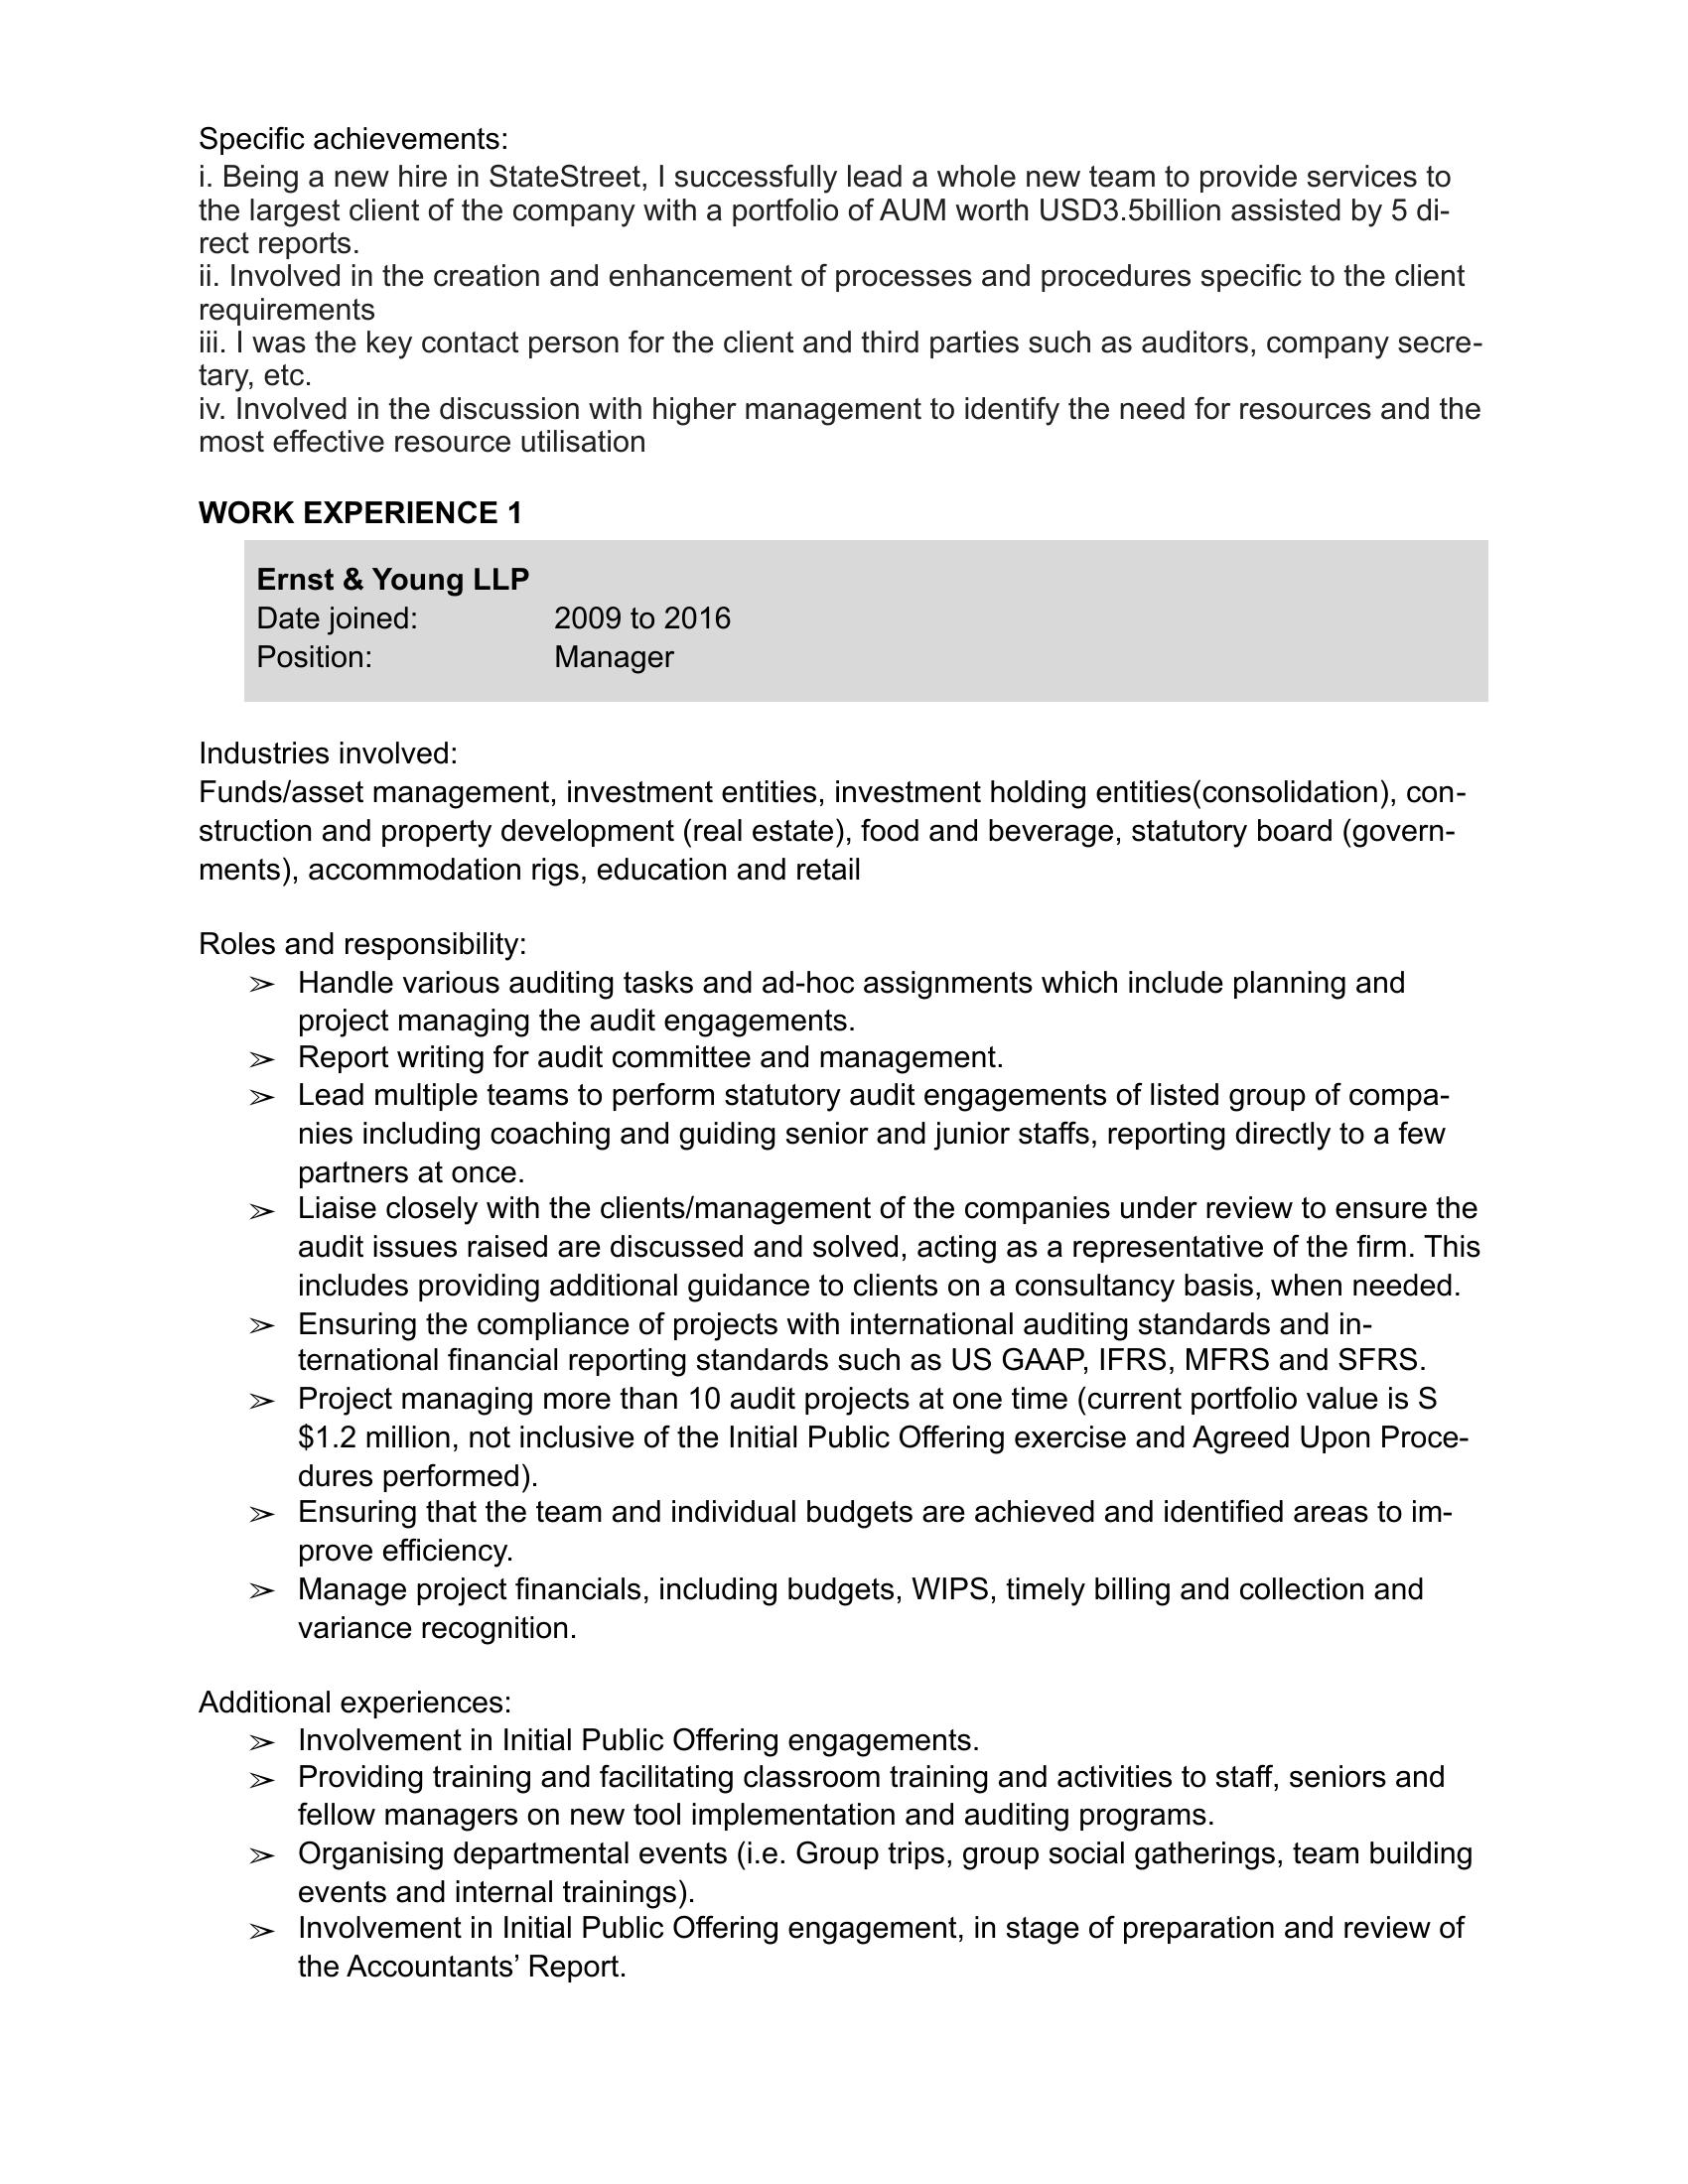 Specific achievements:
i. Being a new hire in StateStreet, I successfully lead a whole new team to provide services to
the largest client of the company with a portfolio of AUM worth USD3.5billion assisted by 5 di-
rect reports.
ii. Involved in the creation and enhancement of processes and procedures specific to the client
requirements
iii. I was the key contact person for the client and third parties such as auditors, company secre-
tary, etc.
iv. Involved in the discussion with higher management to identify the need for resources and the
most effective resource utilisation
WORK EXPERIENCE 1
Ernst & Young LLP
Date joined: 2009 to 2016
Position: Manager
Industries involved:
Funds/asset management, investment entities, investment holding entities(consolidation), con-
struction and property development (real estate), food and beverage, statutory board (govern-
ments), accommodation rigs, education and retail
Roles and responsibility:
➢ Handle various auditing tasks and ad-hoc assignments which include planning and
project managing the audit engagements.
➢ Report writing for audit committee and management.
➢ Lead multiple teams to perform statutory audit engagements of listed group of compa-
nies including coaching and guiding senior and junior staffs, reporting directly to a few
partners at once.
➢ Liaise closely with the clients/management of the companies under review to ensure the
audit issues raised are discussed and solved, acting as a representative of the firm. This
includes providing additional guidance to clients on a consultancy basis, when needed.
➢ Ensuring the compliance of projects with international auditing standards and in-
ternational financial reporting standards such as US GAAP, IFRS, MFRS and SFRS.
➢ Project managing more than 10 audit projects at one time (current portfolio value is S
$1.2 million, not inclusive of the Initial Public Offering exercise and Agreed Upon Proce-
dures performed).
➢ Ensuring that the team and individual budgets are achieved and identified areas to im-
prove efficiency.
➢ Manage project financials, including budgets, WIPS, timely billing and collection and
variance recognition.
Additional experiences:
➢ Involvement in Initial Public Offering engagements.
➢ Providing training and facilitating classroom training and activities to staff, seniors and
fellow managers on new tool implementation and auditing programs.
➢ Organising departmental events (i.e. Group trips, group social gatherings, team building
events and internal trainings).
➢ Involvement in Initial Public Offering engagement, in stage of preparation and review of
the Accountants’ Report.